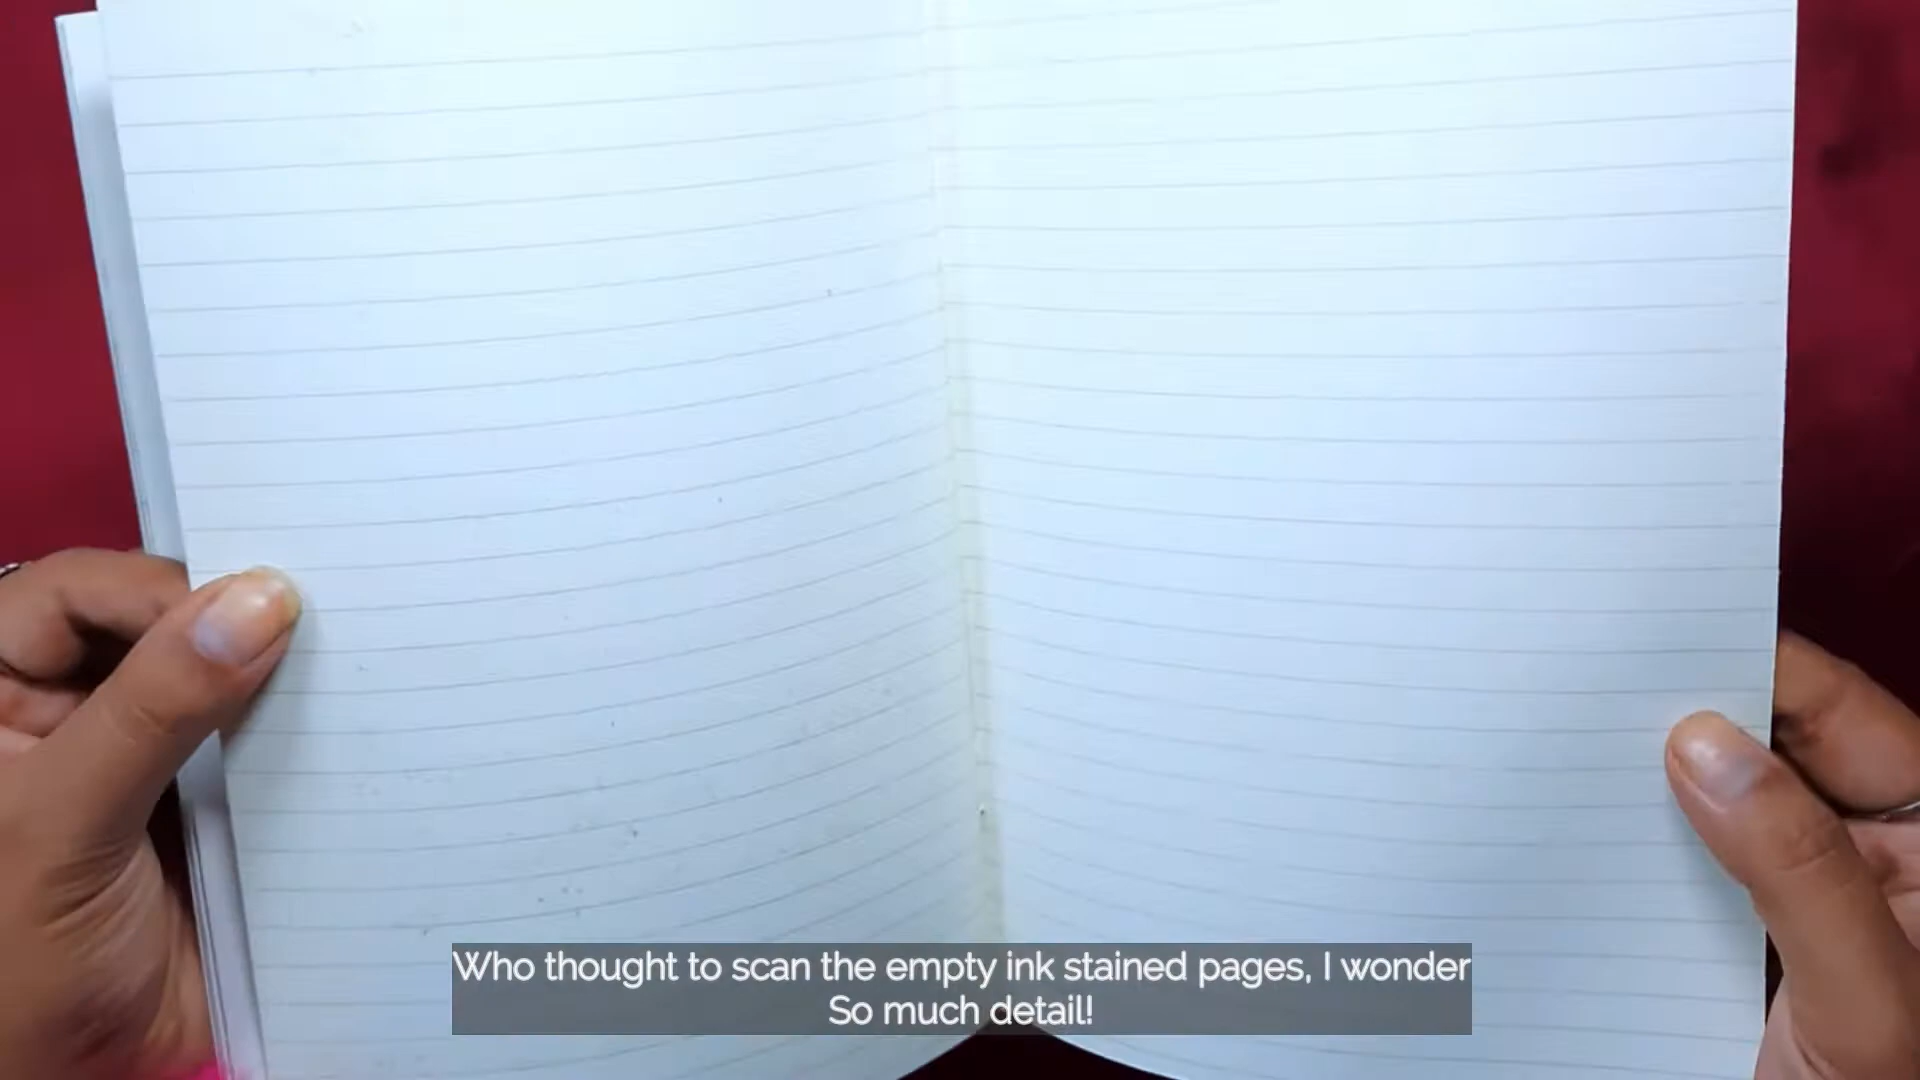 Who thought to scan the empty ink stained pages, I wonder
So much detail!